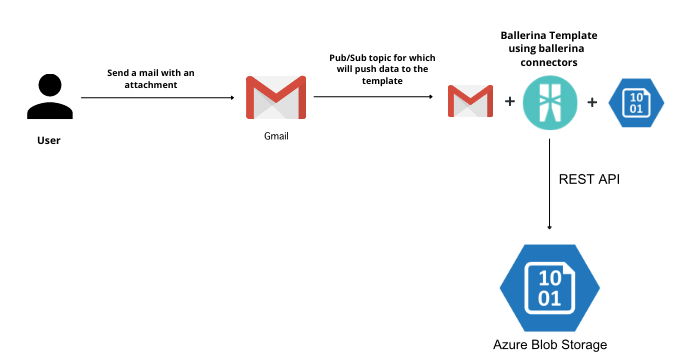 Ballerina Template
using ballerina
connectors
Pub/Sub topic for which
will push data to the
template
Send a mail with an
attachment
+
+
10
01
User
Gmail
REST API
10
01
Azure Blob Storage